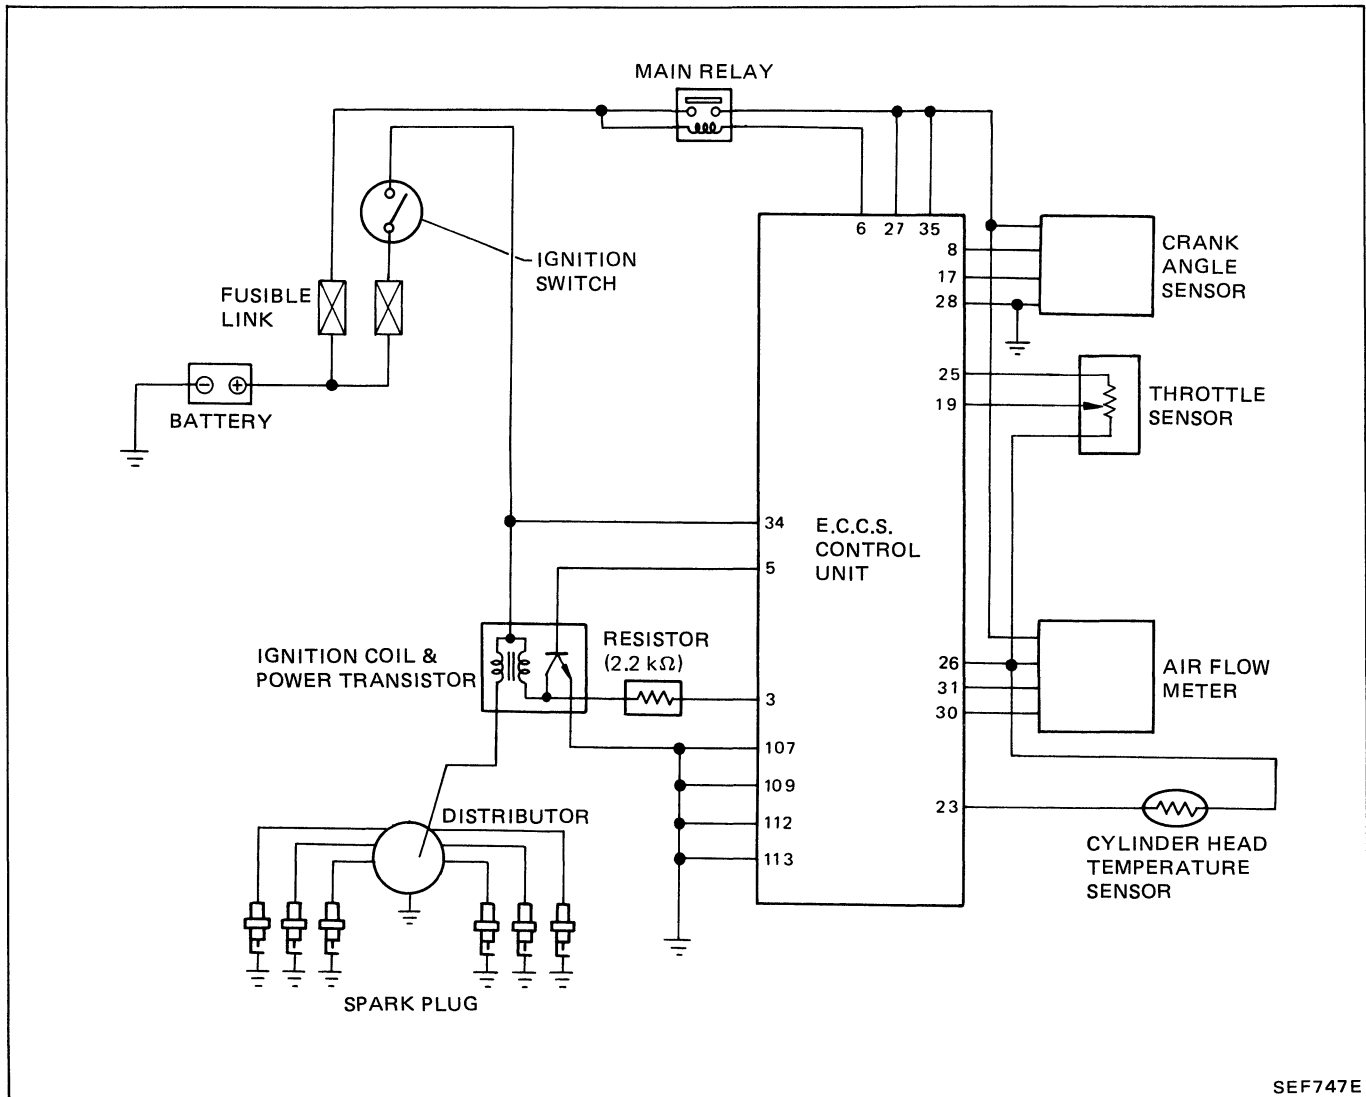 MAIN RELAY
6 27 35
8
17
28
CRANK
ANGLE
SENSOR
IGNITION
SWITCH
FUSIBLE
LINK
⊖ ⊕
BATTERY
25
19
THROTTLE
SENSOR
34
5
E.C.C.S.
CONTROL
UNIT
IGNITION COIL &
POWER TRANSISTOR
RESISTOR
(2.2 kΩ)
3
107
109
112
113
26
31
30
23
AIR FLOW
METER
DISTRIBUTOR
CYLINDER HEAD
TEMPERATURE
SENSOR
SPARK PLUG
SEF747E